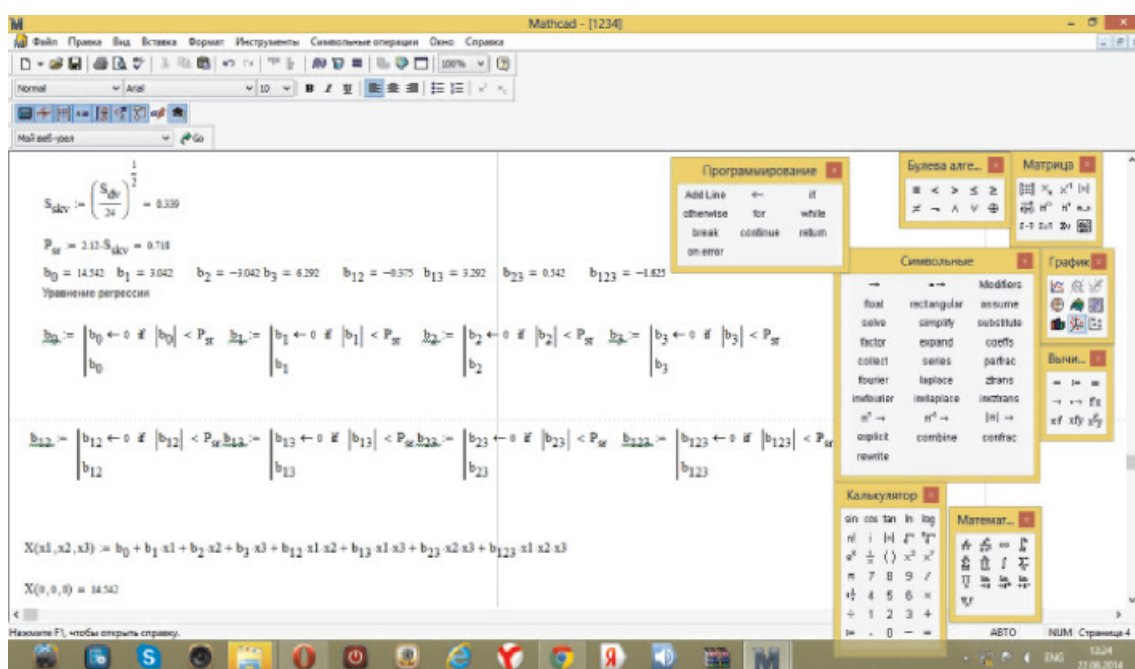 Mathcad - [1234]
Файл Правка Вид Вставка Формат Инструменты Символьные операции Окно Справка
100%
Normal Arial 10 B I U
Мой веб-узел Go
S_skv := (S_dv/24)^(1/2) = 0.339
P_sr := 2.12·S_skv = 0.718
b_0 = 14.542 b_1 = 3.042 b_2 = −3.042 b_3 = 6.292 b_12 = −0.375 b_13 = 3.292 b_23 = 0.542 b_123 = −1.625
Уравнение регрессии
b_0 := | b_0 ← 0 if |b_0| < P_sr b_1 := | b_1 ← 0 if |b_1| < P_sr b_2 := | b_2 ← 0 if |b_2| < P_sr b_3 := | b_3 ← 0 if |b_3| < P_sr
b_0 b_1 b_2 b_3
b_12 := | b_12 ← 0 if |b_12| < P_sr b_13 := | b_13 ← 0 if |b_13| < P_sr b_23 := | b_23 ← 0 if |b_23| < P_sr b_123 := | b_123 ← 0 if |b_123| < P_sr
b_12 b_13 b_23 b_123
X(x1,x2,x3) := b_0 + b_1·x1 + b_2·x2 + b_3·x3 + b_12·x1·x2 + b_13·x1·x3 + b_23·x2·x3 + b_123·x1·x2·x3
X(0,0,0) = 14.542
Программирование
Add Line ← if
otherwise for while
break continue return
on error
Булева алге...
= < > ≤ ≥
≠ ¬ ∧ ∨ ⊕
Матрица
Символьные
→ ▪→ Modifiers
float rectangular assume
solve simplify substitute
factor expand coeffs
collect series parfrac
fourier laplace ztrans
invfourier invlaplace invztrans
explicit combine confrac
rewrite
График
Вычи...
Калькулятор
sin cos tan ln log
π 7 8 9 /
4 5 6 ×
÷ 1 2 3 +
:= . 0 − =
Математ...
Нажмите F1, чтобы открыть справку.
АВТО NUM Страница 4
ENG 12:24
22.08.2014